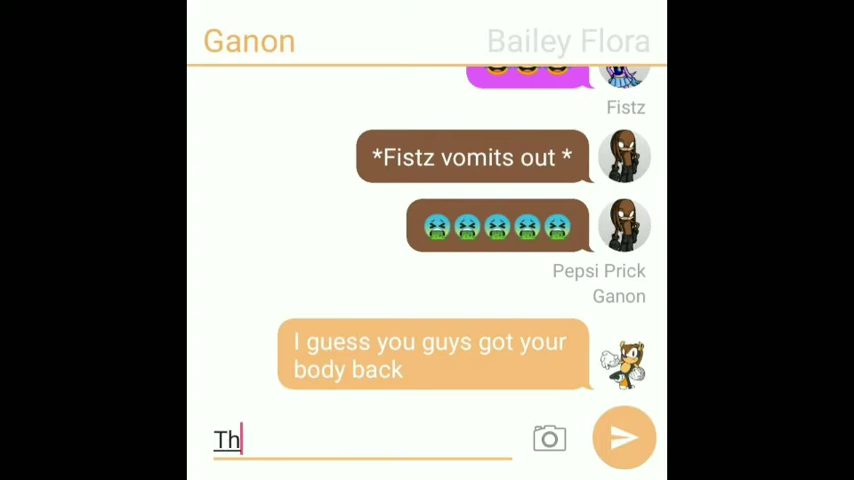 Ganon
Bailey Flora
Fistz
*Fistz vomits out *
Pepsi Prick
Ganon
I guess you guys got your
body back
Th